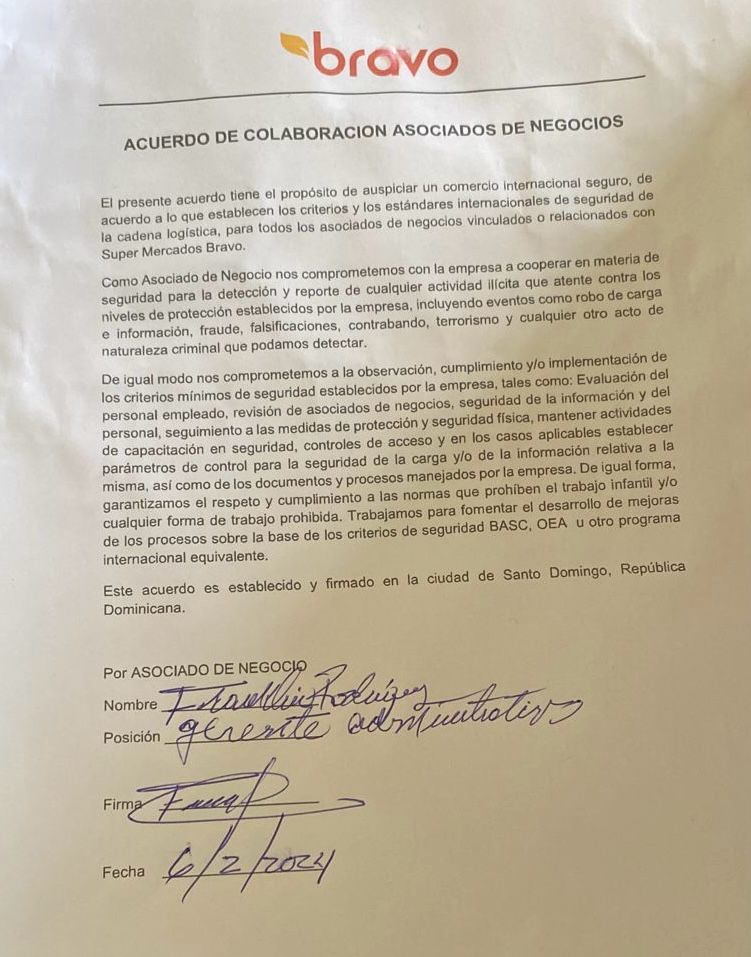 bravo
ACUERDO DE COLABORACION ASOCIADOS DE NEGOCIOS
El presente acuerdo tiene el propósito de auspiciar un comercio internacional seguro, de
acuerdo a lo que establecen los criterios y los estándares internacionales de seguridad de
la cadena logística, para todos los asociados de negocios vinculados o relacionados con
Super Mercados Bravo.
Como Asociado de Negocio nos comprometemos con la empresa a cooperar en materia de
seguridad para la detección y reporte de cualquier actividad ilícita que atente contra los
niveles de protección establecidos por la empresa, incluyendo eventos como robo de carga
e información, fraude, falsificaciones, contrabando, terrorismo y cualquier otro acto de
naturaleza criminal que podamos detectar.
De igual modo nos comprometemos a la observación, cumplimiento y/o implementación de
los criterios mínimos de seguridad establecidos por la empresa, tales como: Evaluación del
personal empleado, revisión de asociados de negocios, seguridad de la información y del
personal, seguimiento a las medidas de protección y seguridad física, mantener actividades
de capacitación en seguridad, controles de acceso y en los casos aplicables establecer
parámetros de control para la seguridad de la carga y/o de la información relativa a la
misma, así como de los documentos y procesos manejados por la empresa. De igual forma,
garantizamos el respeto y cumplimiento a las normas que prohíben el trabajo infantil y/o
cualquier forma de trabajo prohibida. Trabajamos para fomentar el desarrollo de mejoras
de los procesos sobre la base de los criterios de seguridad BASC, OEA u otro programa
internacional equivalente.
Este acuerdo es establecido y firmado en la ciudad de Santo Domingo, República
Dominicana.
Por ASOCIADO DE NEGOCIO
Nombre Rodríguez
Posición gerente administrativo
Firma
Fecha 6/2/2024